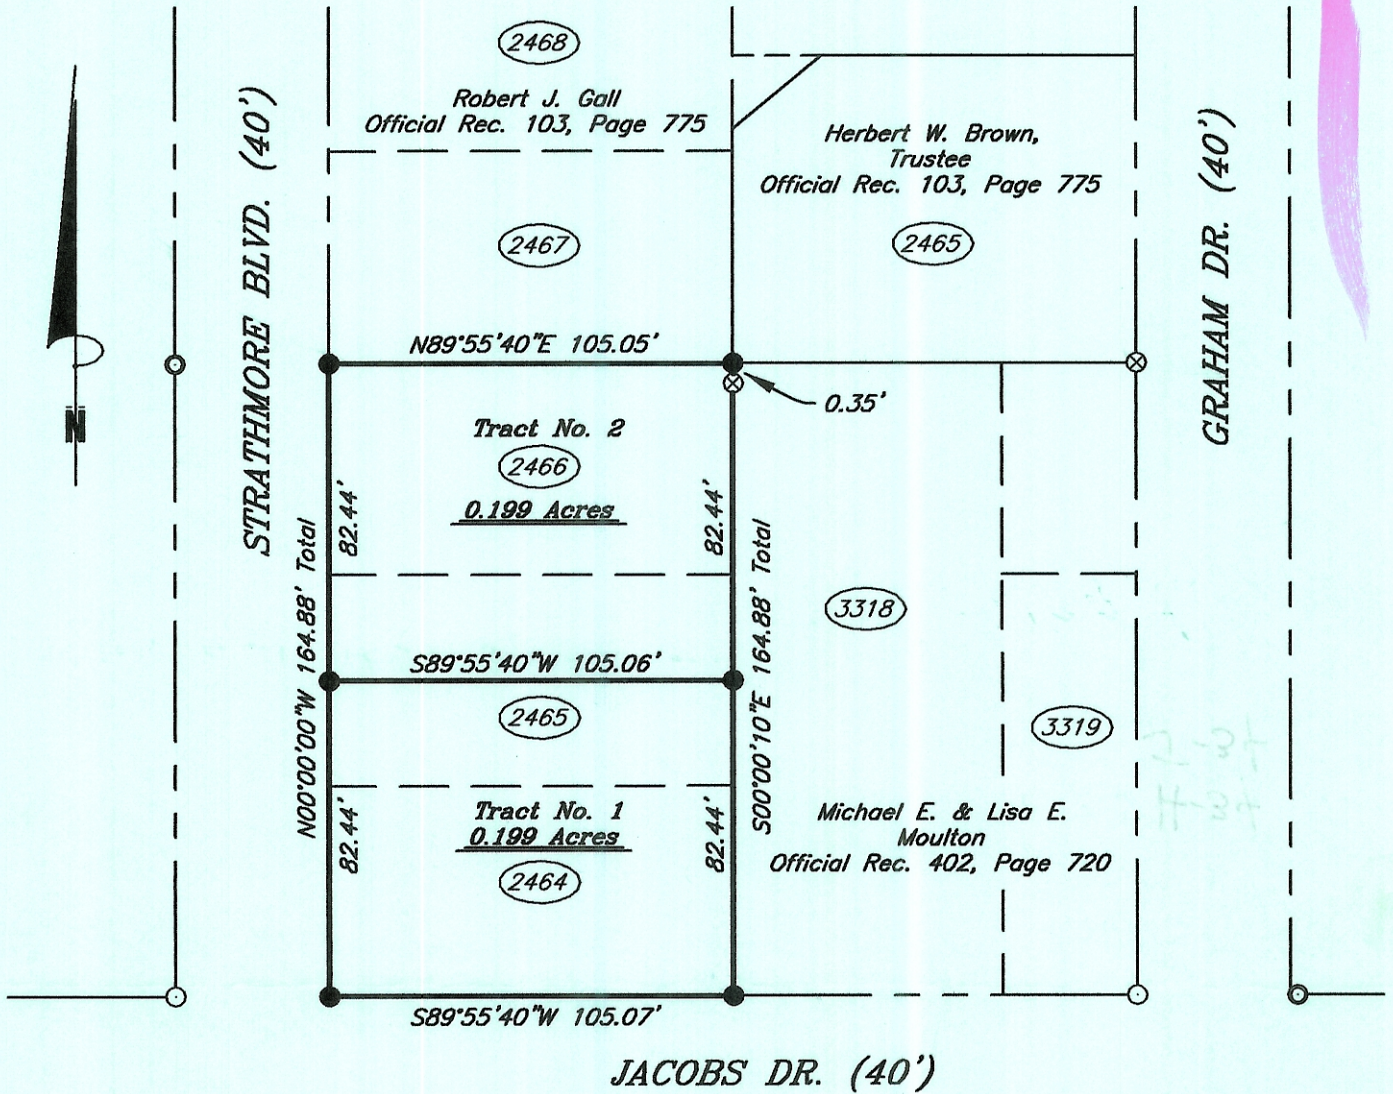 2468
Robert J. Gall
Official Rec. 103, Page 775
Herbert W. Brown,
Trustee
Official Rec. 103, Page 775
2465
2467
STRATHMORE BLVD. (40')
GRAHAM DR. (40')
N
N89°55'40"E 105.05'
0.35'
Tract No. 2
2466
0.199 Acres
82.44'
82.44'
N00°00'00"W 164.88' Total
S00°00'10"E 164.88' Total
3318
S89°55'40"W 105.06'
2465
3319
Tract No. 1
0.199 Acres
2464
82.44'
82.44'
Michael E. & Lisa E.
Moulton
Official Rec. 402, Page 720
S89°55'40"W 105.07'
JACOBS DR. (40')